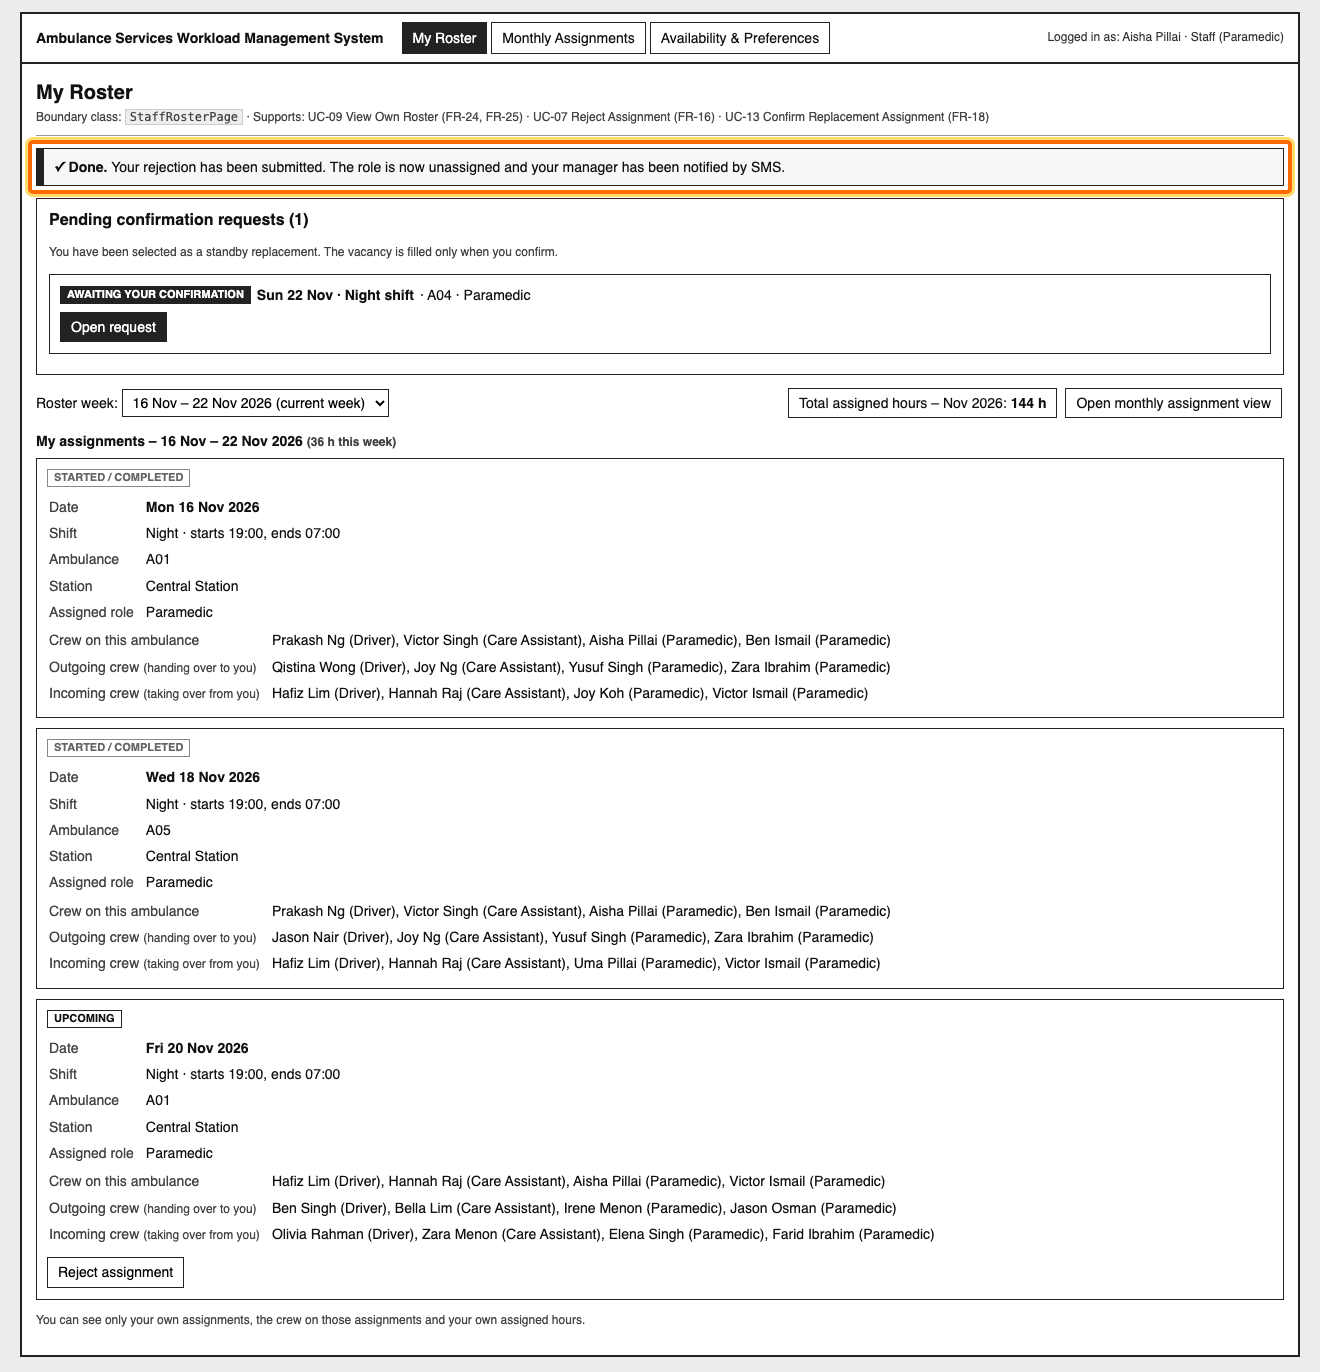 Ambulance Services Workload Management System My Roster Monthly Assignments Availability & Preferences Logged in as: Aisha Pillai · Staff (Paramedic)
My Roster
Boundary class: StaffRosterPage · Supports: UC-09 View Own Roster (FR-24, FR-25) · UC-07 Reject Assignment (FR-16) · UC-13 Confirm Replacement Assignment (FR-18)
✓ Done. Your rejection has been submitted. The role is now unassigned and your manager has been notified by SMS.
Pending confirmation requests (1)
You have been selected as a standby replacement. The vacancy is filled only when you confirm.
AWAITING YOUR CONFIRMATION Sun 22 Nov · Night shift · A04 · Paramedic
Open request
Roster week: 16 Nov – 22 Nov 2026 (current week) Total assigned hours – Nov 2026: 144 h Open monthly assignment view
My assignments – 16 Nov – 22 Nov 2026 (36 h this week)
STARTED / COMPLETED
Date Mon 16 Nov 2026
Shift Night · starts 19:00, ends 07:00
Ambulance A01
Station Central Station
Assigned role Paramedic
Crew on this ambulance Prakash Ng (Driver), Victor Singh (Care Assistant), Aisha Pillai (Paramedic), Ben Ismail (Paramedic)
Outgoing crew (handing over to you) Qistina Wong (Driver), Joy Ng (Care Assistant), Yusuf Singh (Paramedic), Zara Ibrahim (Paramedic)
Incoming crew (taking over from you) Hafiz Lim (Driver), Hannah Raj (Care Assistant), Joy Koh (Paramedic), Victor Ismail (Paramedic)
STARTED / COMPLETED
Date Wed 18 Nov 2026
Shift Night · starts 19:00, ends 07:00
Ambulance A05
Station Central Station
Assigned role Paramedic
Crew on this ambulance Prakash Ng (Driver), Victor Singh (Care Assistant), Aisha Pillai (Paramedic), Ben Ismail (Paramedic)
Outgoing crew (handing over to you) Jason Nair (Driver), Joy Ng (Care Assistant), Yusuf Singh (Paramedic), Zara Ibrahim (Paramedic)
Incoming crew (taking over from you) Hafiz Lim (Driver), Hannah Raj (Care Assistant), Uma Pillai (Paramedic), Victor Ismail (Paramedic)
UPCOMING
Date Fri 20 Nov 2026
Shift Night · starts 19:00, ends 07:00
Ambulance A01
Station Central Station
Assigned role Paramedic
Crew on this ambulance Hafiz Lim (Driver), Hannah Raj (Care Assistant), Aisha Pillai (Paramedic), Victor Ismail (Paramedic)
Outgoing crew (handing over to you) Ben Singh (Driver), Bella Lim (Care Assistant), Irene Menon (Paramedic), Jason Osman (Paramedic)
Incoming crew (taking over from you) Olivia Rahman (Driver), Zara Menon (Care Assistant), Elena Singh (Paramedic), Farid Ibrahim (Paramedic)
Reject assignment
You can see only your own assignments, the crew on those assignments and your own assigned hours.